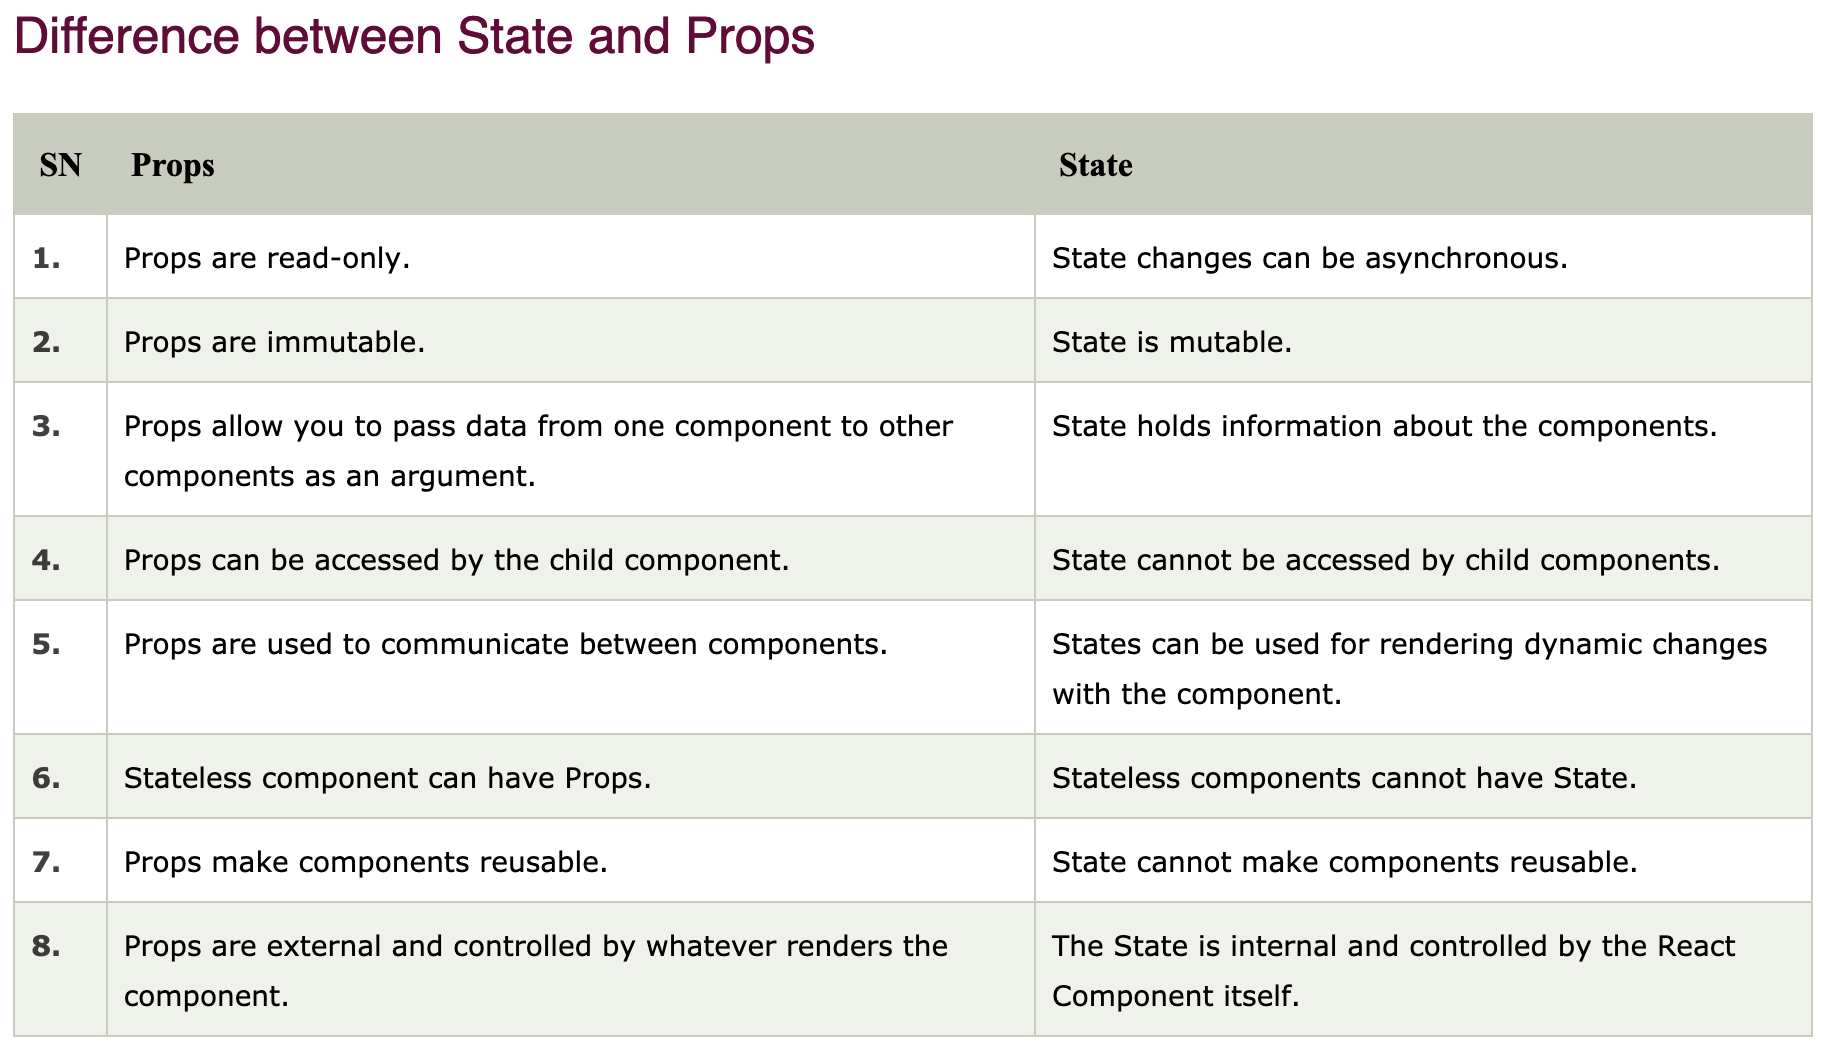 Difference between State and Props
SN Props State
1. Props are read-only. State changes can be asynchronous.
2. Props are immutable. State is mutable.
3. Props allow you to pass data from one component to other State holds information about the components.
components as an argument.
4. Props can be accessed by the child component. State cannot be accessed by child components.
5. Props are used to communicate between components. States can be used for rendering dynamic changes
with the component.
6. Stateless component can have Props. Stateless components cannot have State.
7. Props make components reusable. State cannot make components reusable.
8. Props are external and controlled by whatever renders the The State is internal and controlled by the React
component. Component itself.